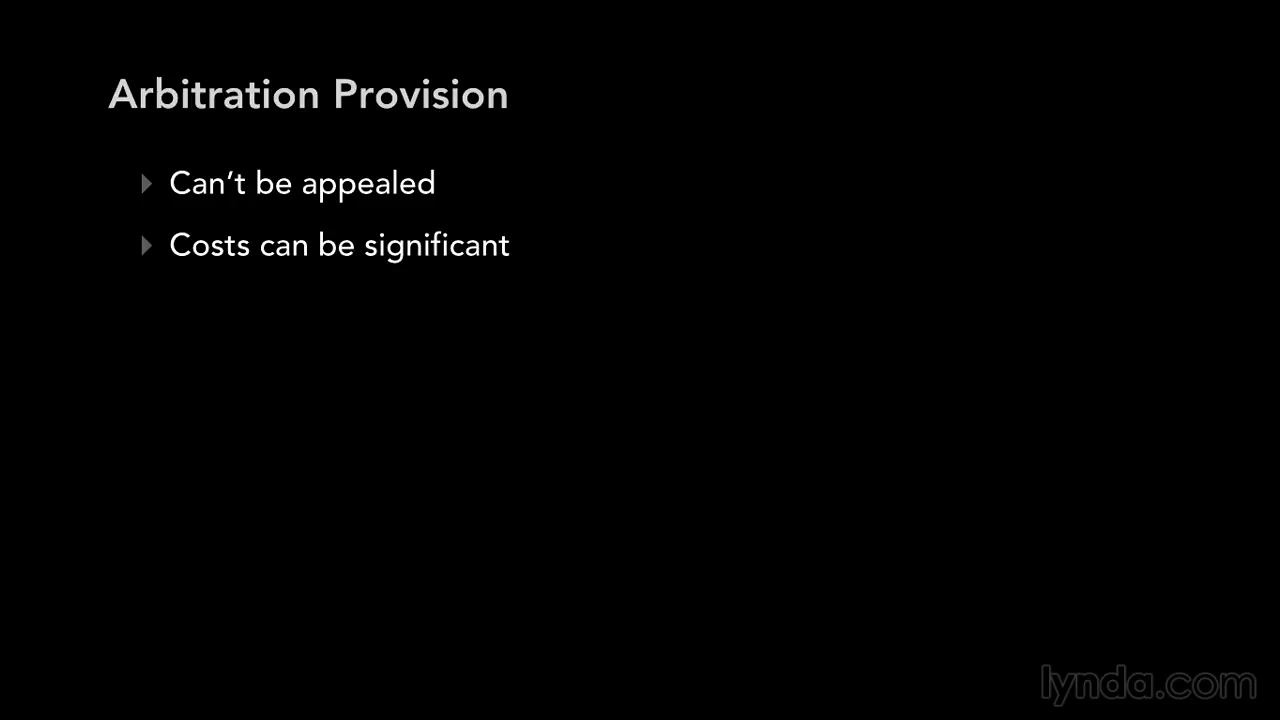 Arbitration Provision
Can’t be appealed
Costs can be significant
lynda.com